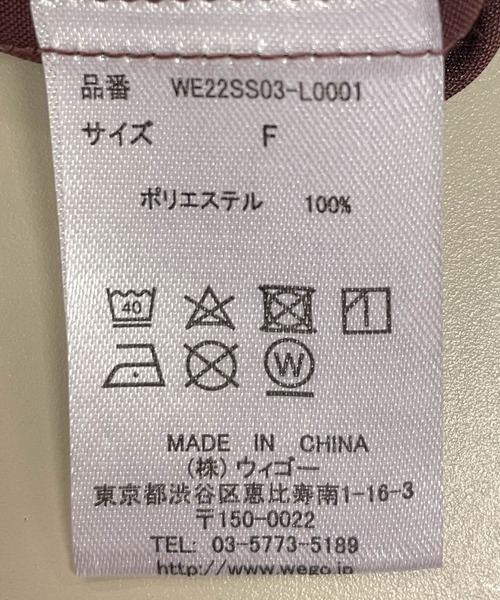 品番 WE22SS03-L0001
サイズ F
ポリエステル 100%
40
W
MADE IN CHINA
(株)ウィゴー
東京都渋谷区恵比寿南1-16-3
〒150-0022
TEL: 03-5773-5189
http://www.wego.jp